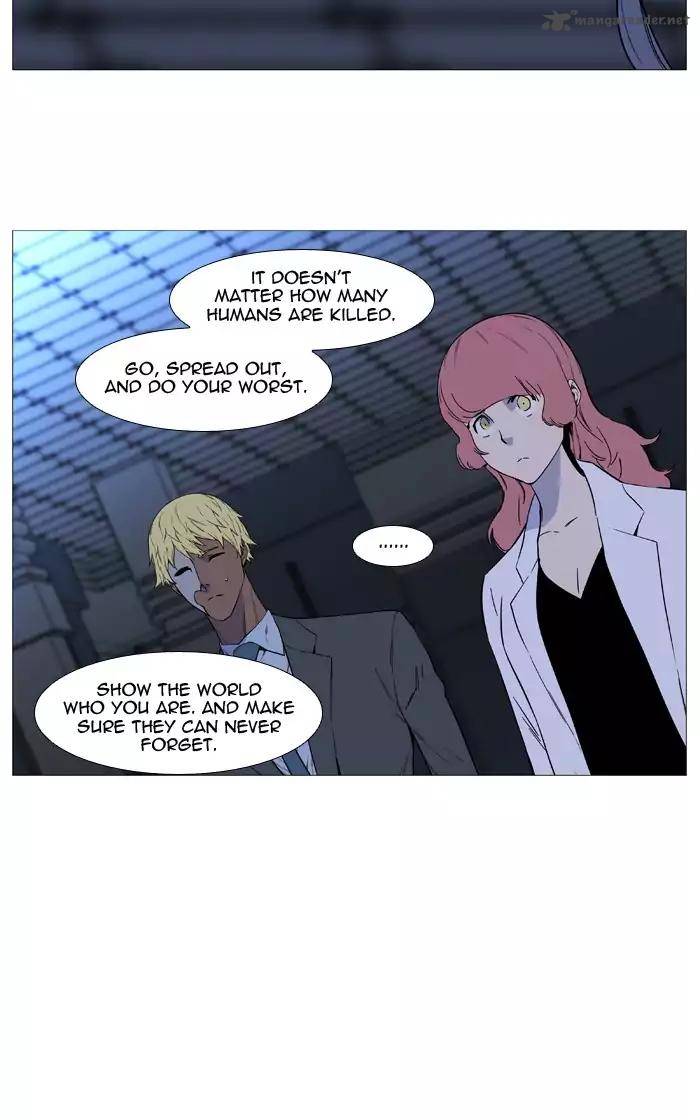 mangareader.net
IT DOESN'T
MATTER HOW MANY
HUMANS ARE KILLED.
GO, SPREAD OUT,
AND DO YOUR WORST.
......
SHOW THE WORLD
WHO YOU ARE. AND MAKE
SURE THEY CAN NEVER
FORGET.